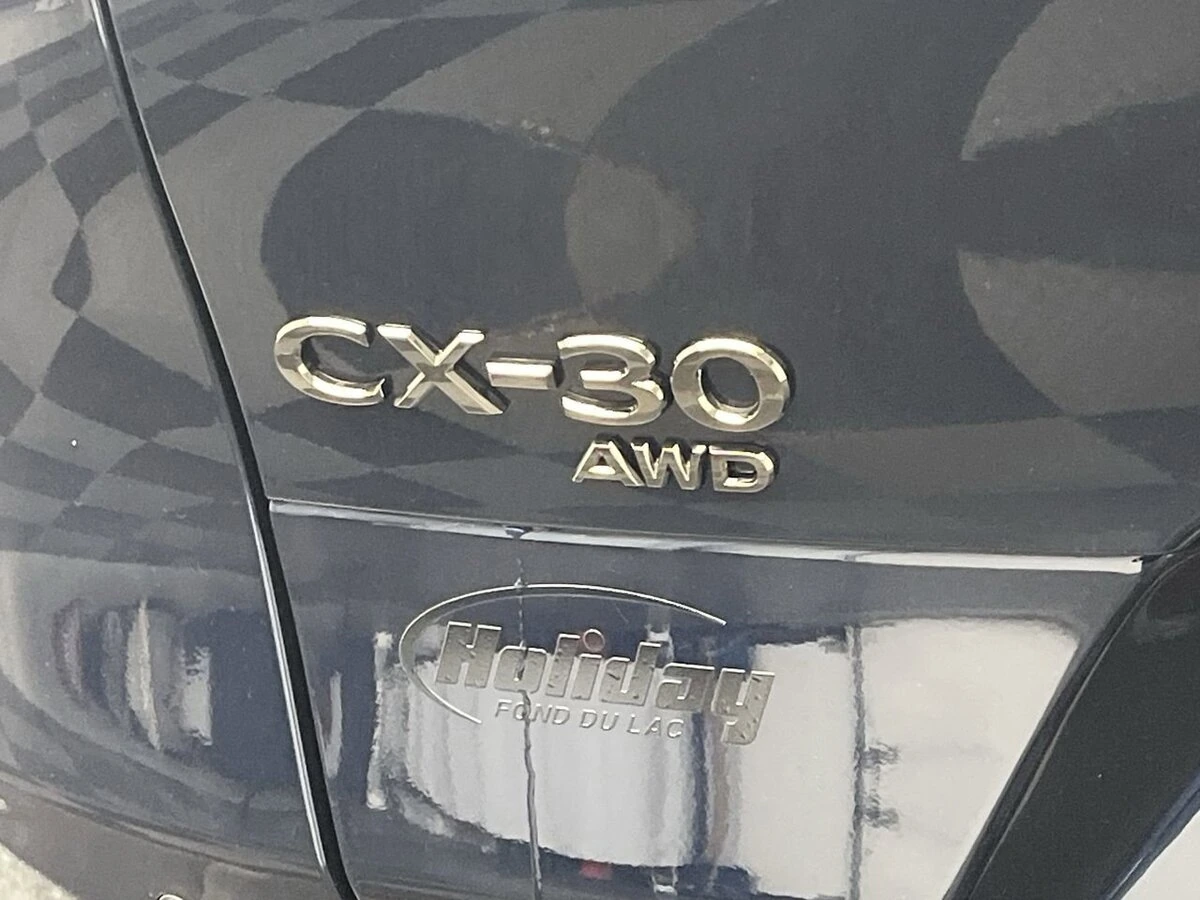 CX-30
AWD
Holiday
FOND DU LAC